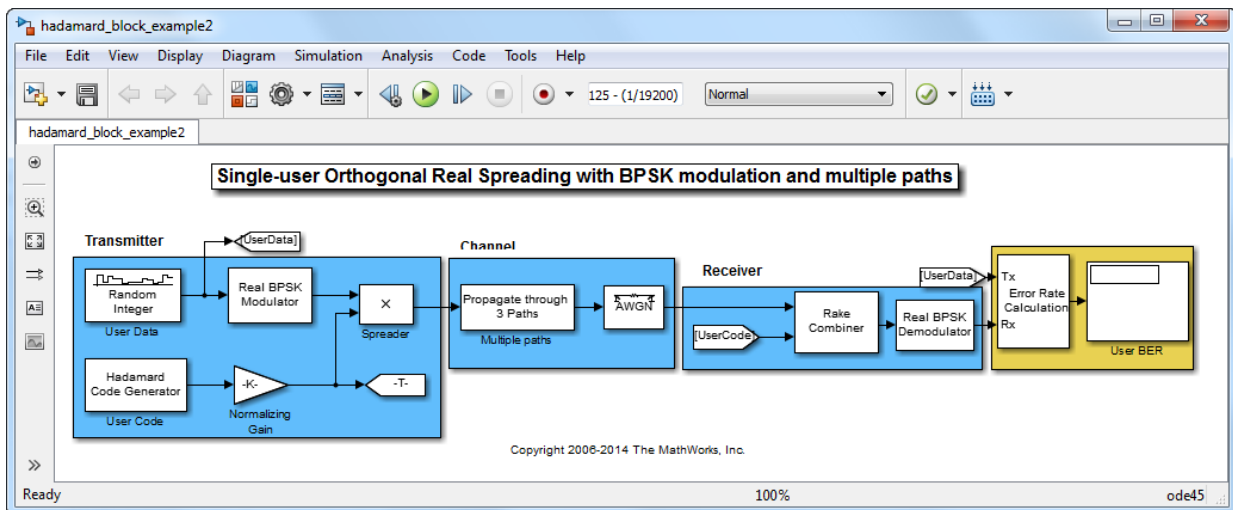 hadamard_block_example2
File Edit View Display Diagram Simulation Analysis Code Tools Help
125 - (1/19200) Normal
hadamard_block_example2
Single-user Orthogonal Real Spreading with BPSK modulation and multiple paths
Transmitter
[UserData]
Random
Integer
User Data
Real BPSK
Modulator
×
Spreader
Hadamard
Code Generator
User Code
-K-
Normalizing
Gain
-T-
Channel
Propagate through
3 Paths
Multiple paths
AWGN
Receiver
[UserCode]
Rake
Combiner
Real BPSK
Demodulator
[UserData]
Tx
Error Rate
Calculation
Rx
User BER
Copyright 2006-2014 The MathWorks, Inc.
Ready 100% ode45